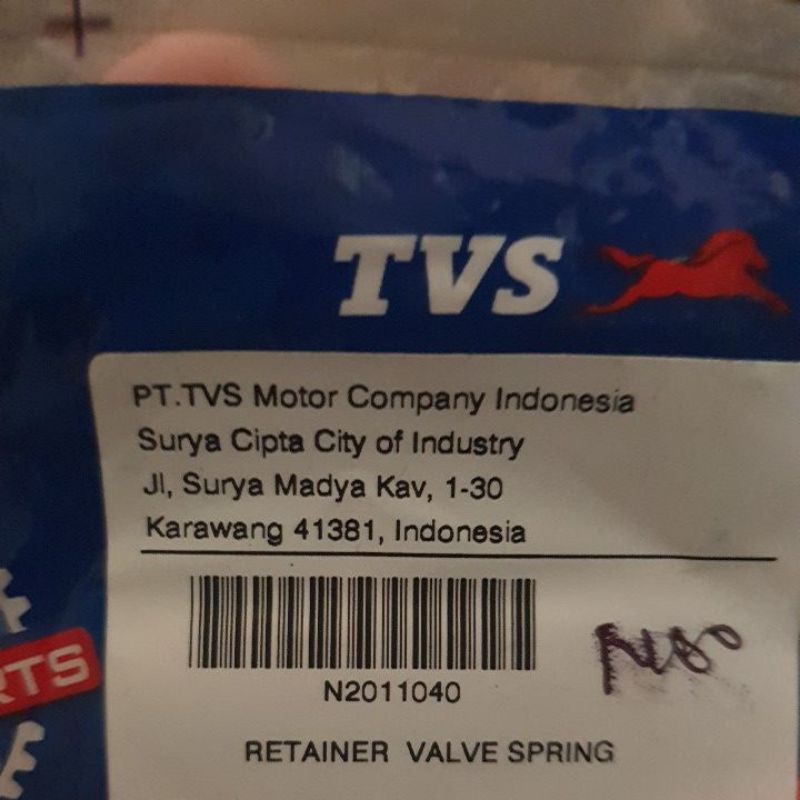 TVS
PT.TVS Motor Company Indonesia
Surya Cipta City of Industry
Jl, Surya Madya Kav, 1-30
Karawang 41381, Indonesia
N2011040
RETAINER VALVE SPRING